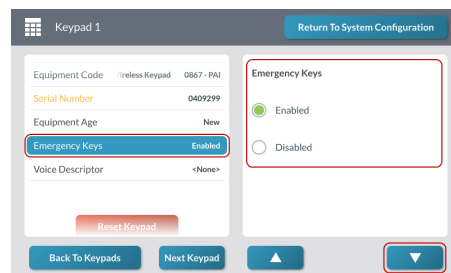 Keypad 1
Return To System Configuration
Equipment Code ireless Keypad 0867 - PAI
Serial Number 0409299
Equipment Age New
Emergency Keys Enabled
Voice Descriptor <None>
Reset Keypad
Back To Keypads
Next Keypad
Emergency Keys
Enabled
Disabled